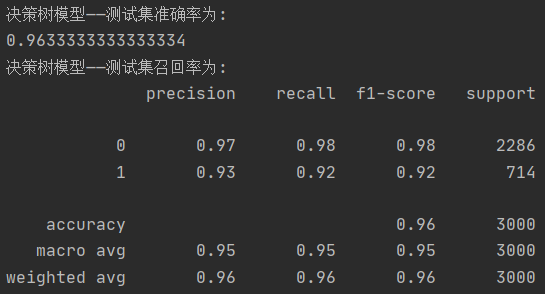 决策树模型——测试集准确率为:
0.9633333333333334
决策树模型——测试集召回率为:
precision recall f1-score support
0 0.97 0.98 0.98 2286
1 0.93 0.92 0.92 714
accuracy 0.96 3000
macro avg 0.95 0.95 0.95 3000
weighted avg 0.96 0.96 0.96 3000